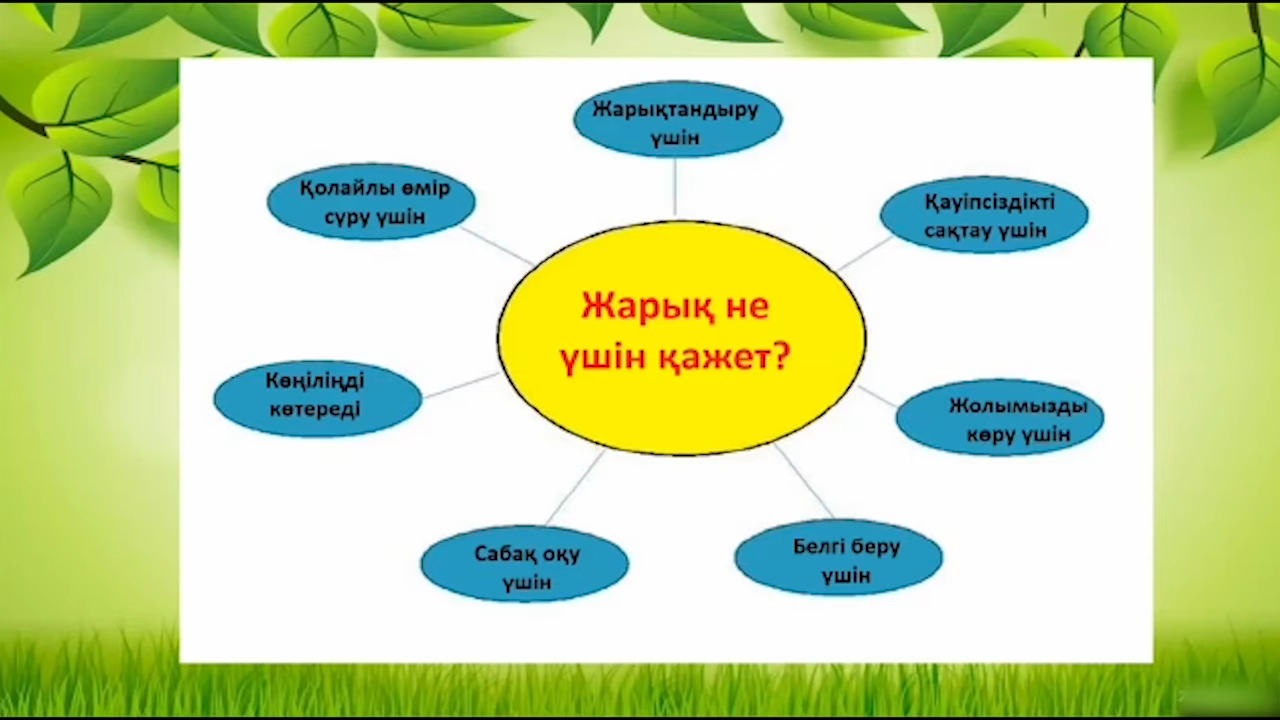 Жарықтандыру
үшін
Қолайлы өмір
сүру үшін
Қауіпсіздікті
сақтау үшін
Жарық не
үшін қажет?
Көңіліңді
көтереді
Жолымызды
көру үшін
Сабақ оқу
үшін
Белгі беру
үшін